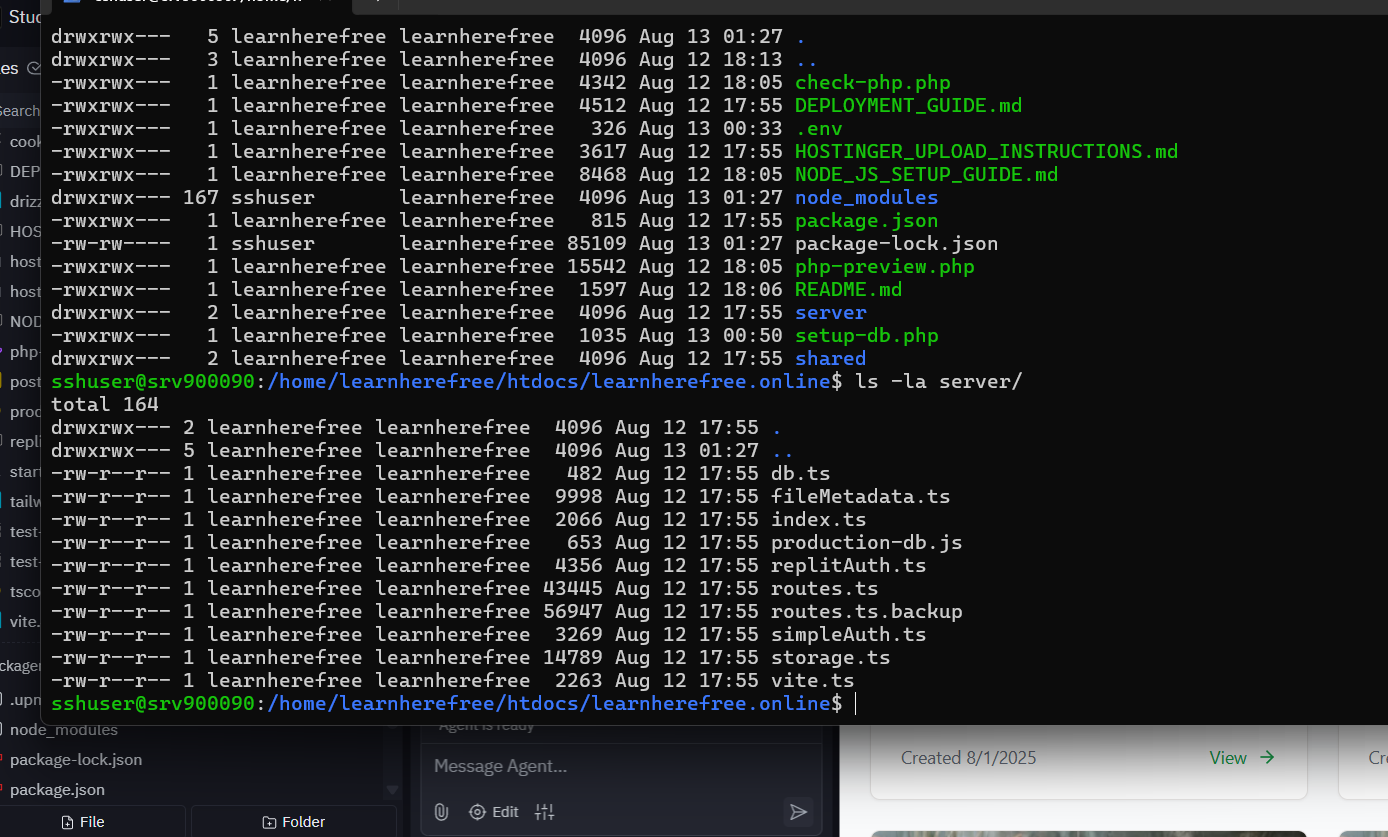 Stud
drwxrwx---   5 learnherefree learnherefree  4096 Aug 13 01:27 .
drwxrwx---   3 learnherefree learnherefree  4096 Aug 12 18:13 ..
-rwxrwx---   1 learnherefree learnherefree  4342 Aug 12 18:05 check-php.php
-rwxrwx---   1 learnherefree learnherefree  4512 Aug 12 17:55 DEPLOYMENT_GUIDE.md
-rwxrwx---   1 learnherefree learnherefree   326 Aug 13 00:33 .env
-rwxrwx---   1 learnherefree learnherefree  3617 Aug 12 17:55 HOSTINGER_UPLOAD_INSTRUCTIONS.md
-rwxrwx---   1 learnherefree learnherefree  8468 Aug 12 18:05 NODE_JS_SETUP_GUIDE.md
drwxrwx--- 167 sshuser       learnherefree  4096 Aug 13 01:27 node_modules
-rwxrwx---   1 learnherefree learnherefree   815 Aug 12 17:55 package.json
-rw-rw----   1 sshuser       learnherefree 85109 Aug 13 01:27 package-lock.json
-rwxrwx---   1 learnherefree learnherefree 15542 Aug 12 18:05 php-preview.php
-rwxrwx---   1 learnherefree learnherefree  1597 Aug 12 18:06 README.md
drwxrwx---   2 learnherefree learnherefree  4096 Aug 12 17:55 server
-rwxrwx---   1 learnherefree learnherefree  1035 Aug 13 00:50 setup-db.php
drwxrwx---   2 learnherefree learnherefree  4096 Aug 12 17:55 shared
sshuser@srv900090:/home/learnherefree/htdocs/learnherefree.online$ ls -la server/
total 164
drwxrwx--- 2 learnherefree learnherefree  4096 Aug 12 17:55 .
drwxrwx--- 5 learnherefree learnherefree  4096 Aug 13 01:27 ..
-rw-r--r-- 1 learnherefree learnherefree   482 Aug 12 17:55 db.ts
-rw-r--r-- 1 learnherefree learnherefree  9998 Aug 12 17:55 fileMetadata.ts
-rw-r--r-- 1 learnherefree learnherefree  2066 Aug 12 17:55 index.ts
-rw-r--r-- 1 learnherefree learnherefree   653 Aug 12 17:55 production-db.js
-rw-r--r-- 1 learnherefree learnherefree  4356 Aug 12 17:55 replitAuth.ts
-rw-r--r-- 1 learnherefree learnherefree 43445 Aug 12 17:55 routes.ts
-rw-r--r-- 1 learnherefree learnherefree 56947 Aug 12 17:55 routes.ts.backup
-rw-r--r-- 1 learnherefree learnherefree  3269 Aug 12 17:55 simpleAuth.ts
-rw-r--r-- 1 learnherefree learnherefree 14789 Aug 12 17:55 storage.ts
-rw-r--r-- 1 learnherefree learnherefree  2263 Aug 12 17:55 vite.ts
sshuser@srv900090:/home/learnherefree/htdocs/learnherefree.online$
les
Search
cook
DEP
drizz
HOS
host
host
NOD
php-
post
prod
repli
start
tailw
test-
test-
tsco
vite.
ckager
.upn
node_modules
package-lock.json
package.json
File
Folder
Agent is ready
Message Agent...
Edit
Created 8/1/2025
View
Cre